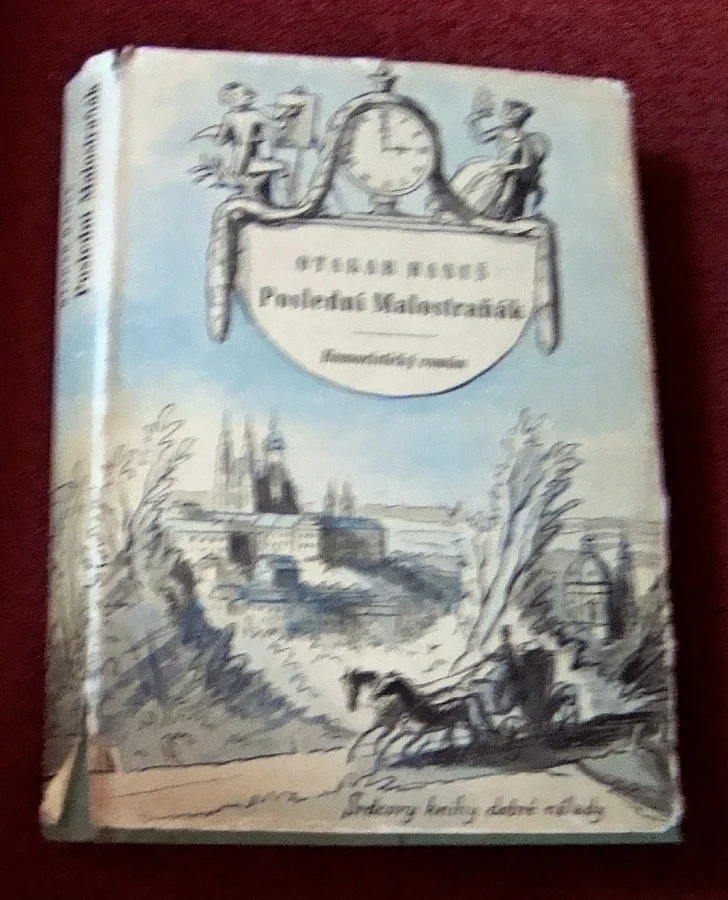 OTAKAR HANUŠ
Poslední Malostraňák
Humoristický román
Srdcovy knihy dobré nálady
Poslední Malostraňák